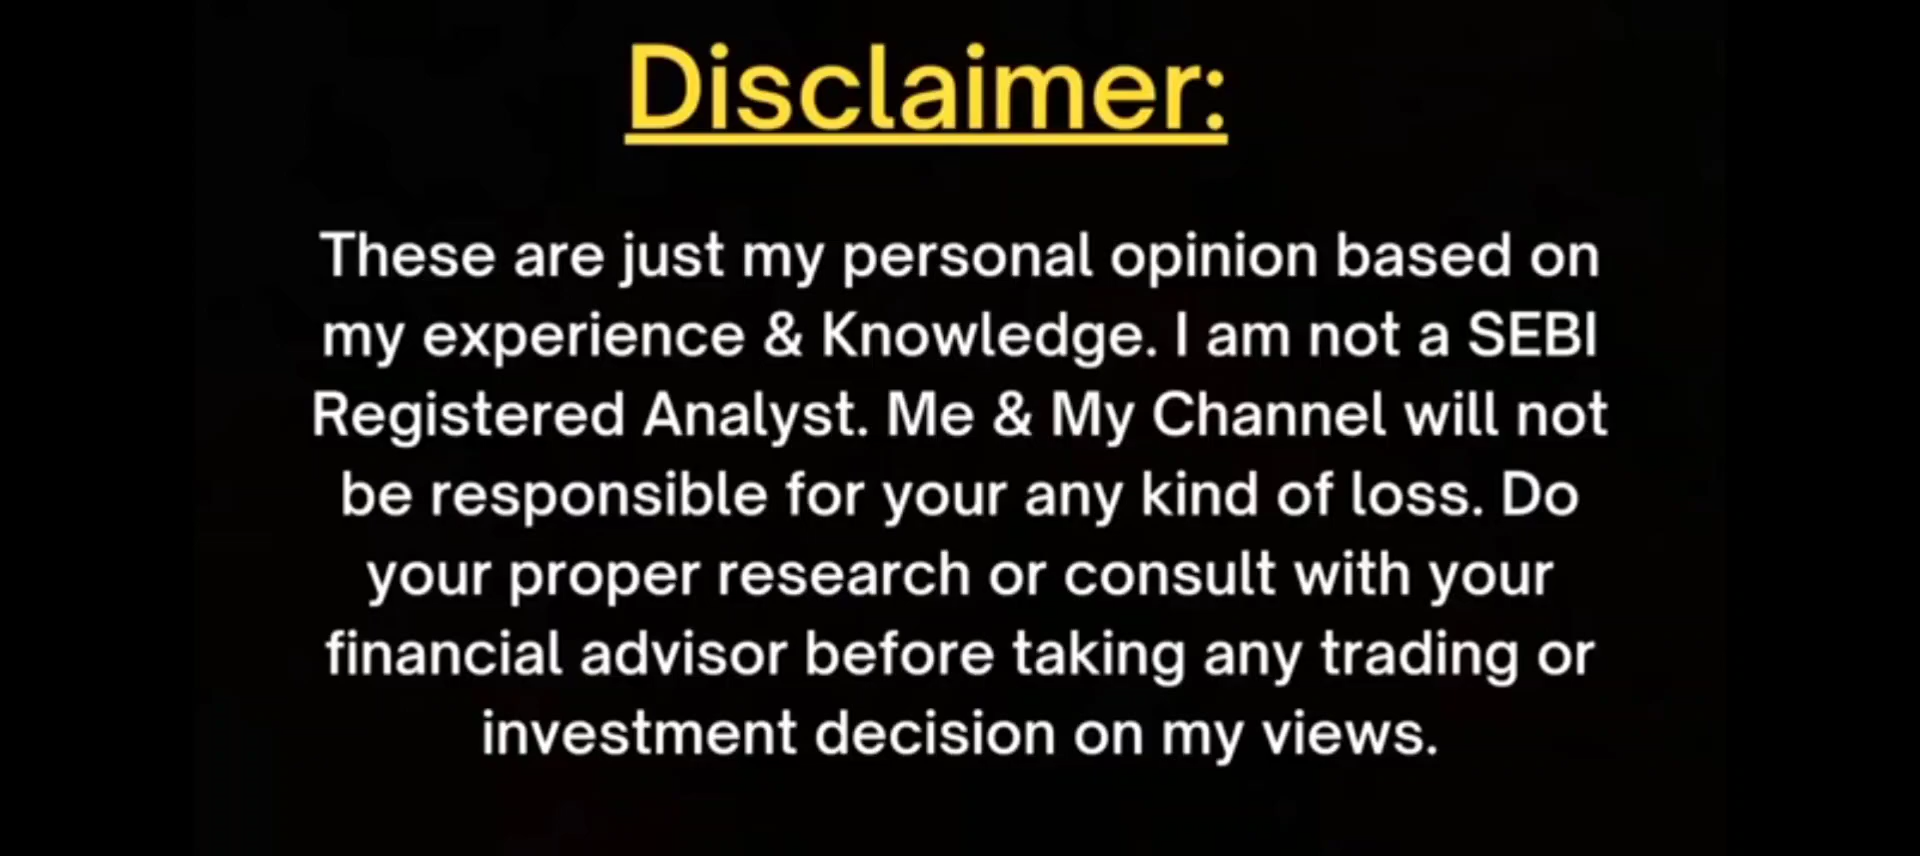 Disclaimer:
These are just my personal opinion based on
my experience & Knowledge. I am not a SEBI
Registered Analyst. Me & My Channel will not
be responsible for your any kind of loss. Do
your proper research or consult with your
financial advisor before taking any trading or
investment decision on my views.